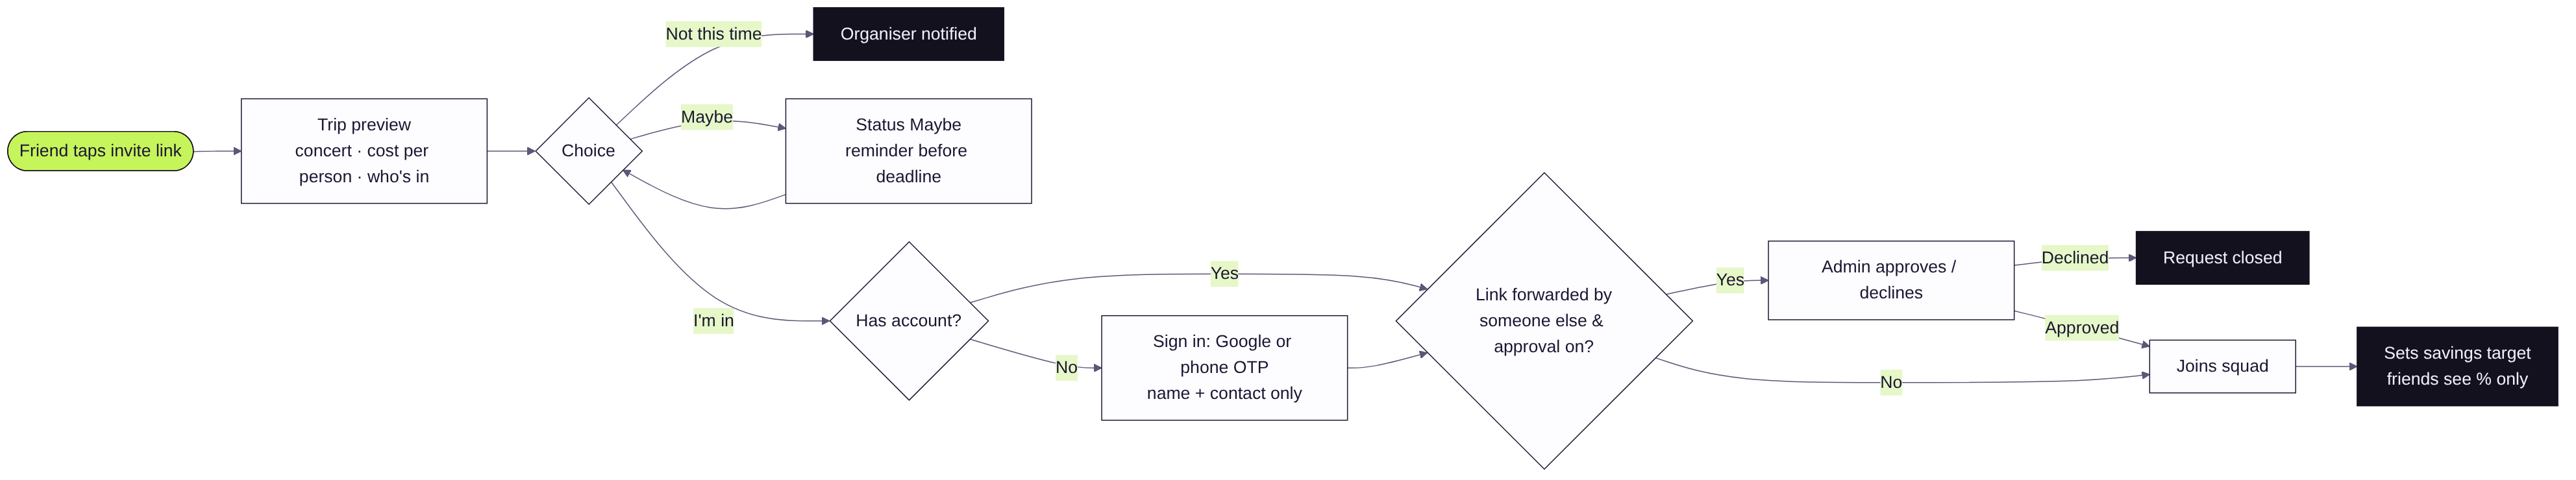 Friend taps invite link
Trip preview
concert · cost per
person · who's in
Choice
Not this time
Organiser notified
Maybe
Status Maybe
reminder before
deadline
I'm in
Has account?
Yes
No
Sign in: Google or
phone OTP
name + contact only
Link forwarded by
someone else &
approval on?
Yes
Admin approves /
declines
Declined
Request closed
Approved
No
Joins squad
Sets savings target
friends see % only